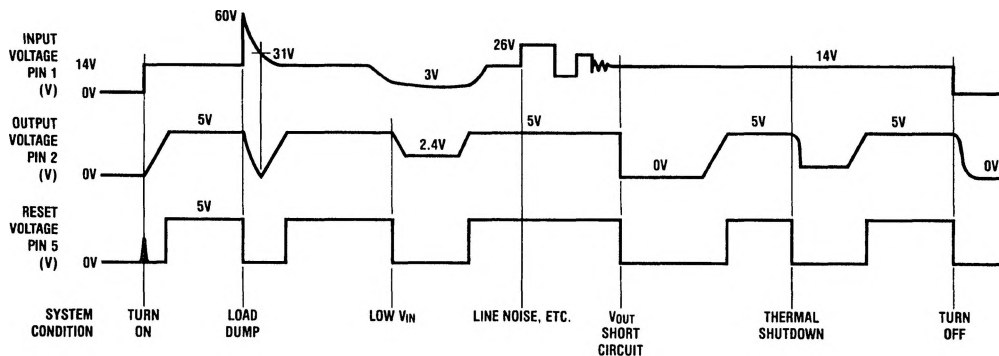 60V
INPUT
VOLTAGE
PIN 1
(V)
14V
0V
31V
3V
26V
14V
OUTPUT
VOLTAGE
PIN 2
(V)
0V
5V
2.4V
5V
0V
5V
5V
0V
RESET
VOLTAGE
PIN 5
(V)
0V
5V
SYSTEM
CONDITION
TURN
ON
LOAD
DUMP
LOW VIN
LINE NOISE, ETC.
VOUT
SHORT
CIRCUIT
THERMAL
SHUTDOWN
TURN
OFF